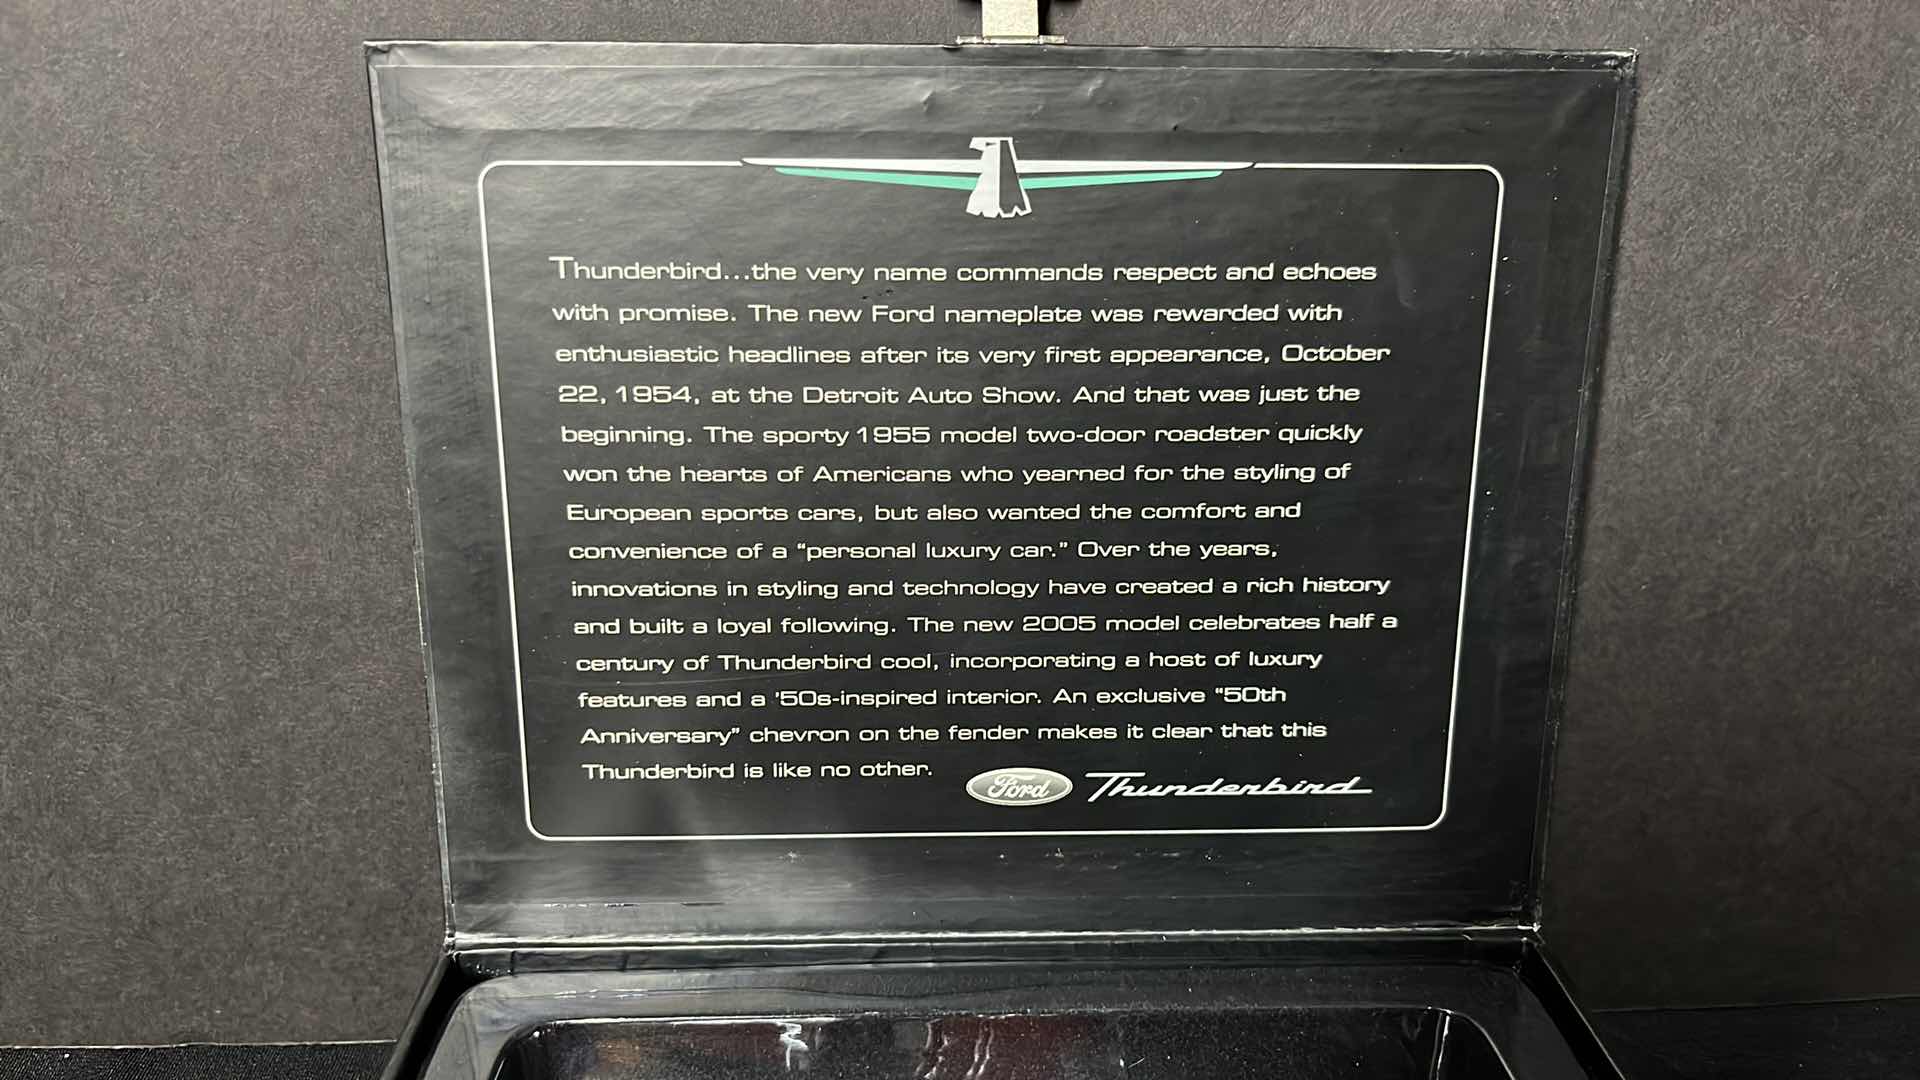 Thunderbird...the very name commands respect and echoes
with promise. The new Ford nameplate was rewarded with
enthusiastic headlines after its very first appearance, October
22, 1954, at the Detroit Auto Show. And that was just the
beginning. The sporty 1955 model two-door roadster quickly
won the hearts of Americans who yearned for the styling of
European sports cars, but also wanted the comfort and
convenience of a “personal luxury car.” Over the years,
innovations in styling and technology have created a rich history
and built a loyal following. The new 2005 model celebrates half a
century of Thunderbird cool, incorporating a host of luxury
features and a '50s-inspired interior. An exclusive “50th
Anniversary” chevron on the fender makes it clear that this
Thunderbird is like no other.
Ford Thunderbird